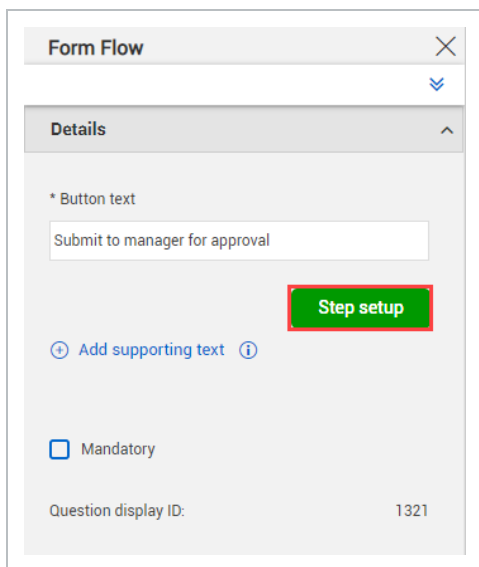 Form Flow
Details
* Button text
Submit to manager for approval
Step setup
Add supporting text
Mandatory
Question display ID: 1321